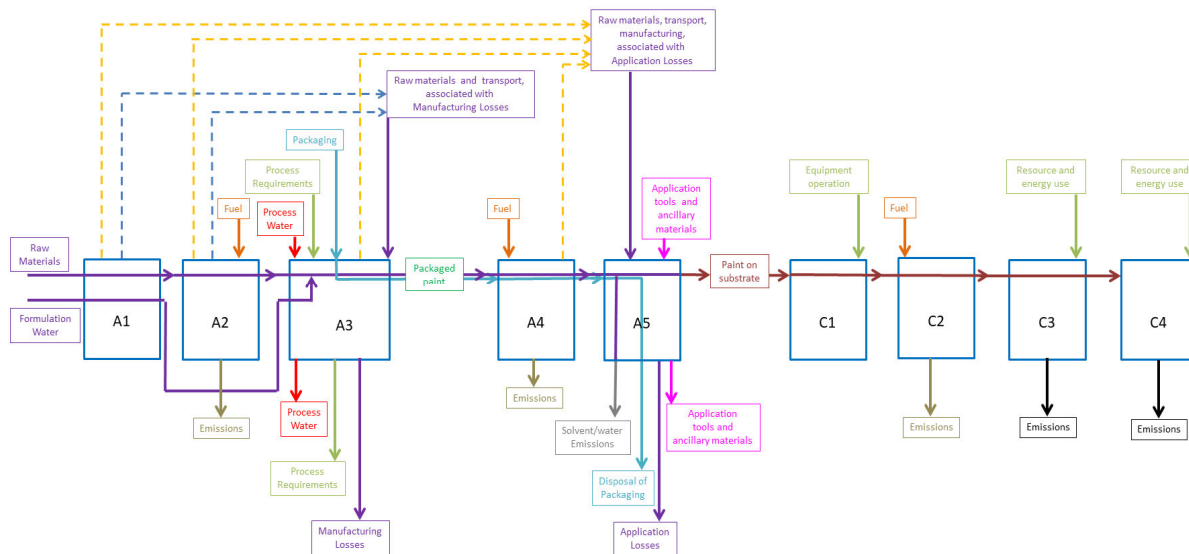 Raw materials, transport,
manufacturing,
associated with
Application Losses
Raw materials and transport,
associated with
Manufacturing Losses
Packaging
Process
Requirements
Fuel
Process
Water
Fuel
Application
tools and
ancillary
materials
Equipment
operation
Fuel
Resource and
energy use
Resource and
energy use
Raw
Materials
Formulation
Water
Packaged
paint
Paint on
substrate
A1
A2
A3
A4
A5
C1
C2
C3
C4
Emissions
Process
Water
Process
Requirements
Manufacturing
Losses
Emissions
Solvent/water
Emissions
Application
tools and
ancillary materials
Disposal of
Packaging
Application
Losses
Emissions
Emissions
Emissions